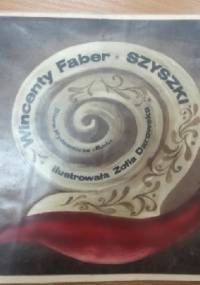 Wincenty Faber · SZYSZKI
ilustrowała Zofia Darowska